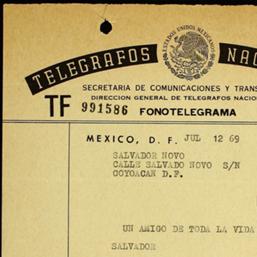 TELEGRAFOS NAC
ESTADOS UNIDOS MEXICANOS
SECRETARIA DE COMUNICACIONES Y TRANS
DIRECCION GENERAL DE TELEGRAFOS NACION
TF 991586 FONOTELEGRAMA
MEXICO, D. F. JUL 12 69
SALVADOR NOVO
CALLE SALVADO NOVO S/N
COYOACAN D.F.
UN AMIGO DE TODA LA VIDA
SALVADOR